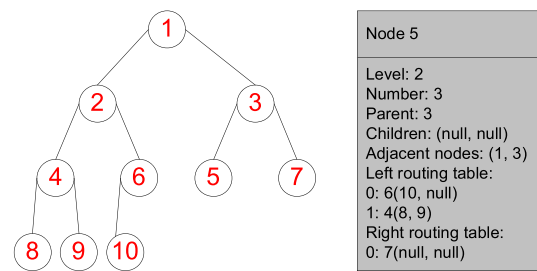 1
2
3
4
6
5
7
8
9
10
Node 5
Level: 2
Number: 3
Parent: 3
Children: (null, null)
Adjacent nodes: (1, 3)
Left routing table:
0: 6(10, null)
1: 4(8, 9)
Right routing table:
0: 7(null, null)